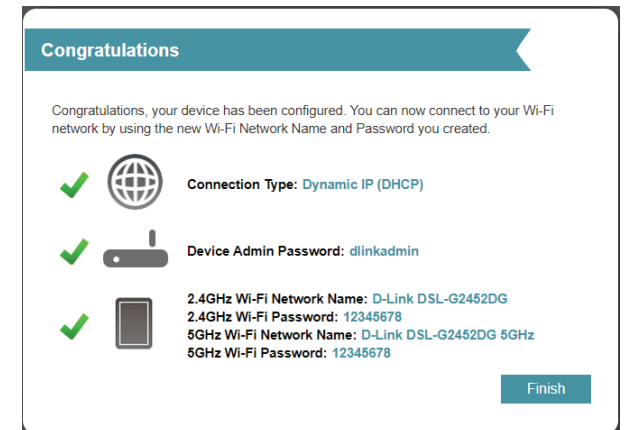 Congratulations
Congratulations, your device has been configured. You can now connect to your Wi-Fi
network by using the new Wi-Fi Network Name and Password you created.
Connection Type: Dynamic IP (DHCP)
Device Admin Password: dlinkadmin
2.4GHz Wi-Fi Network Name: D-Link DSL-G2452DG
2.4GHz Wi-Fi Password: 12345678
5GHz Wi-Fi Network Name: D-Link DSL-G2452DG 5GHz
5GHz Wi-Fi Password: 12345678
Finish